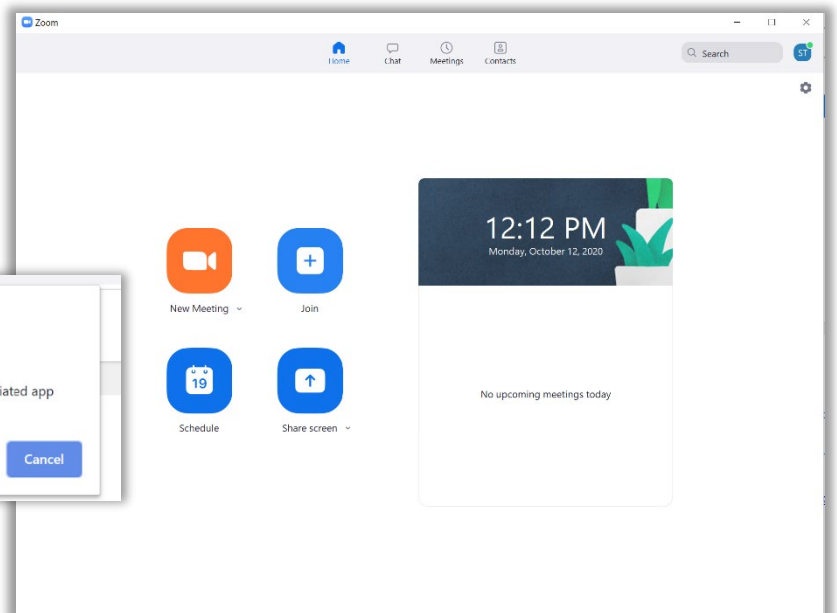 Zoom
Home
Chat
Meetings
Contacts
Search
ST
12:12 PM
Monday, October 12, 2020
New Meeting
Join
19
Schedule
Share screen
No upcoming meetings today
app
Cancel